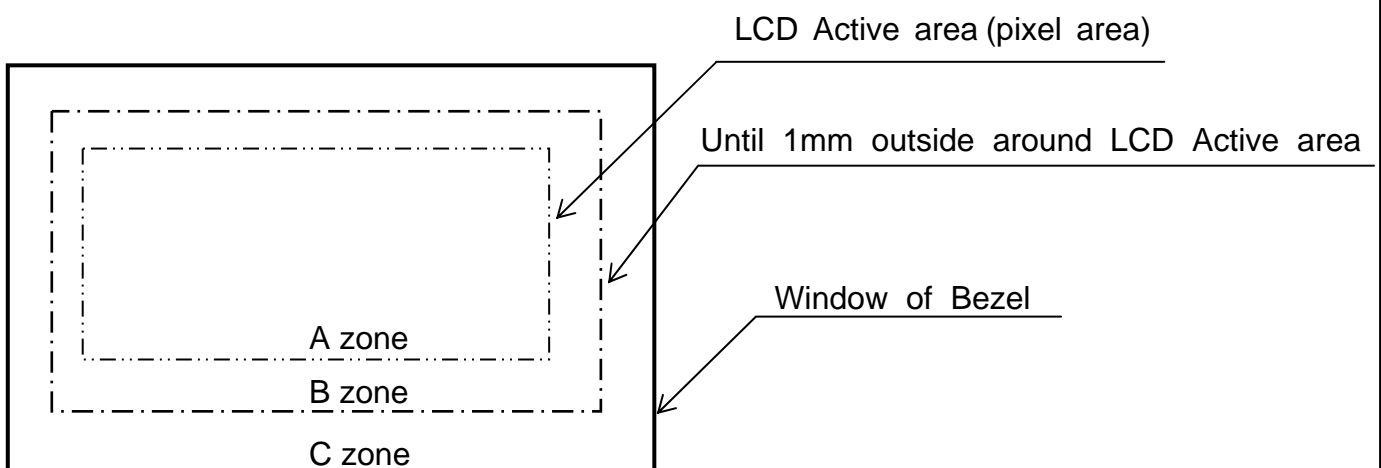 LCD Active area (pixel area)
Until 1mm outside around LCD Active area
Window of Bezel
A zone
B zone
C zone